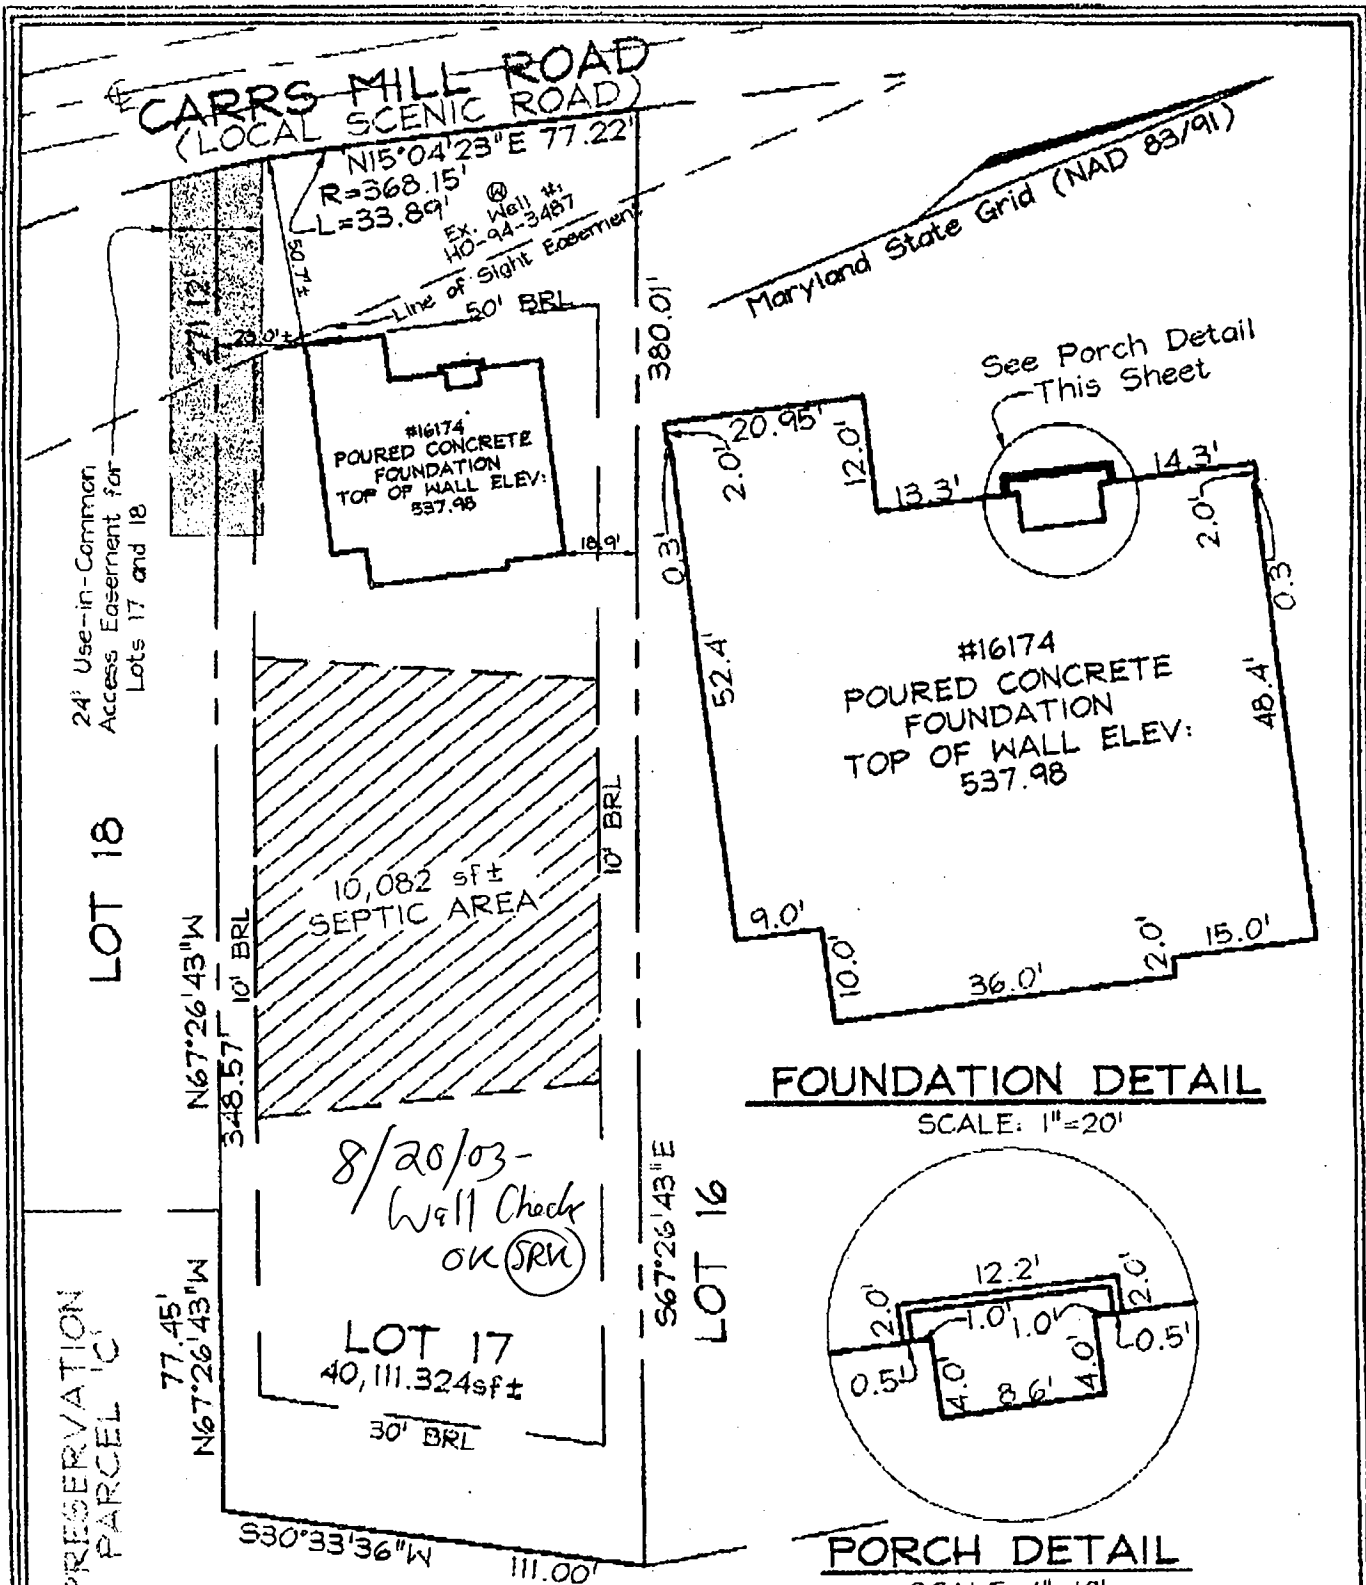 CARRS MILL ROAD
(LOCAL SCENIC ROAD)
N15°04'23"E 77.22'
R=368.15'
L=33.89'
W
Ex. Well #:
HO-94-3487
Line of Sight Easement
50' BRL
50.7'±
271.12'
380.01'
#16174
POURED CONCRETE
FOUNDATION
TOP OF WALL ELEV:
537.98
18.9'
24' Use-in-Common
Access Easement for
Lots 17 and 18
LOT 18
10,082 sf±
SEPTIC AREA
10' BRL
10' BRL
N67°26'43"W
348.57'
8/20/03-
Wall Check
OK SRK
LOT 17
40,111.324sf±
30' BRL
77.45'
N67°26'43"W
PRESERVATION
PARCEL 'C'
S67°26'43"E
LOT 16
S30°33'36"W
111.00'
Maryland State Grid (NAD 83/91)
See Porch Detail
This Sheet
20.95'
2.0'
12.0'
13.3'
14.3'
2.0'
0.3'
0.3'
52.4'
48.4'
#16174
POURED CONCRETE
FOUNDATION
TOP OF WALL ELEV:
537.98
9.0'
10.0'
36.0'
2.0'
15.0'
FOUNDATION DETAIL
SCALE: 1"=20'
12.2'
2.0'
2.0'
1.0'
1.0'
0.5'
0.5'
4.0'
4.0'
8.6'
PORCH DETAIL